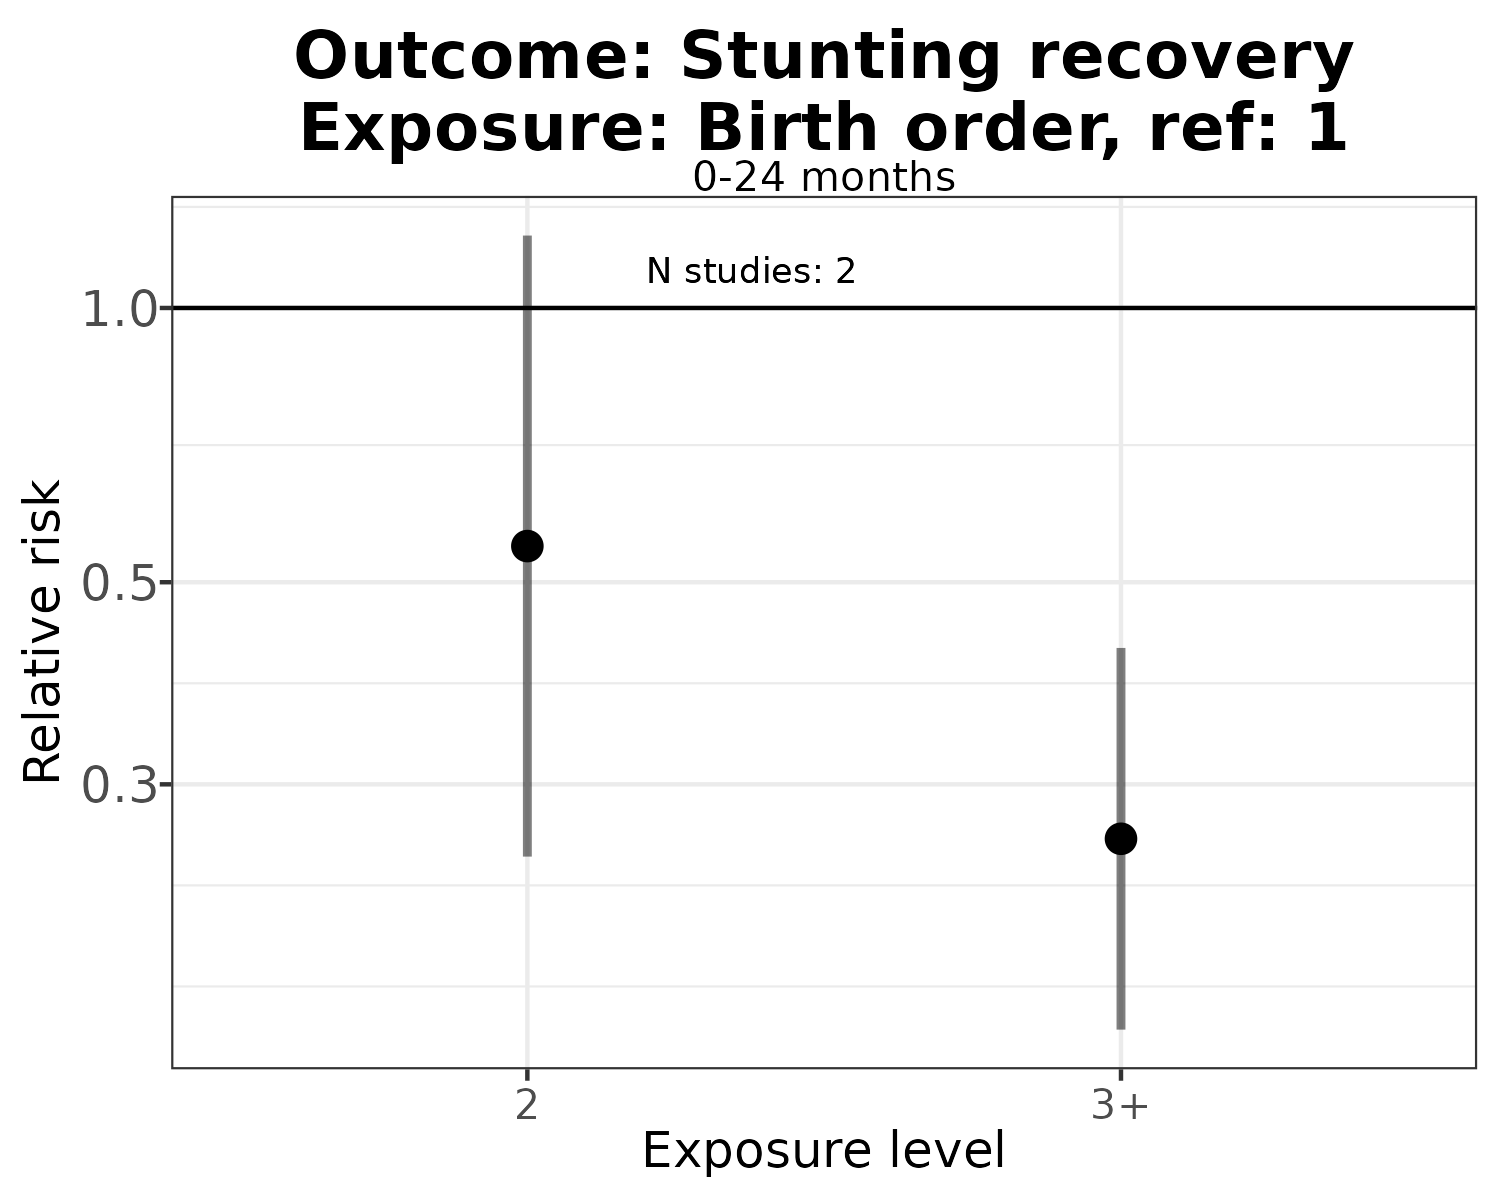 Outcome: Stunting recovery
Exposure: Birth order, ref: 1
0-24 months
N studies: 2
1.0
0.5
0.3
Relative risk
2
3+
Exposure level